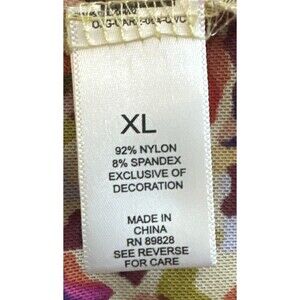 XL
92% NYLON
8% SPANDEX
EXCLUSIVE OF
DECORATION
MADE IN
CHINA
RN 89828
SEE REVERSE
FOR CARE